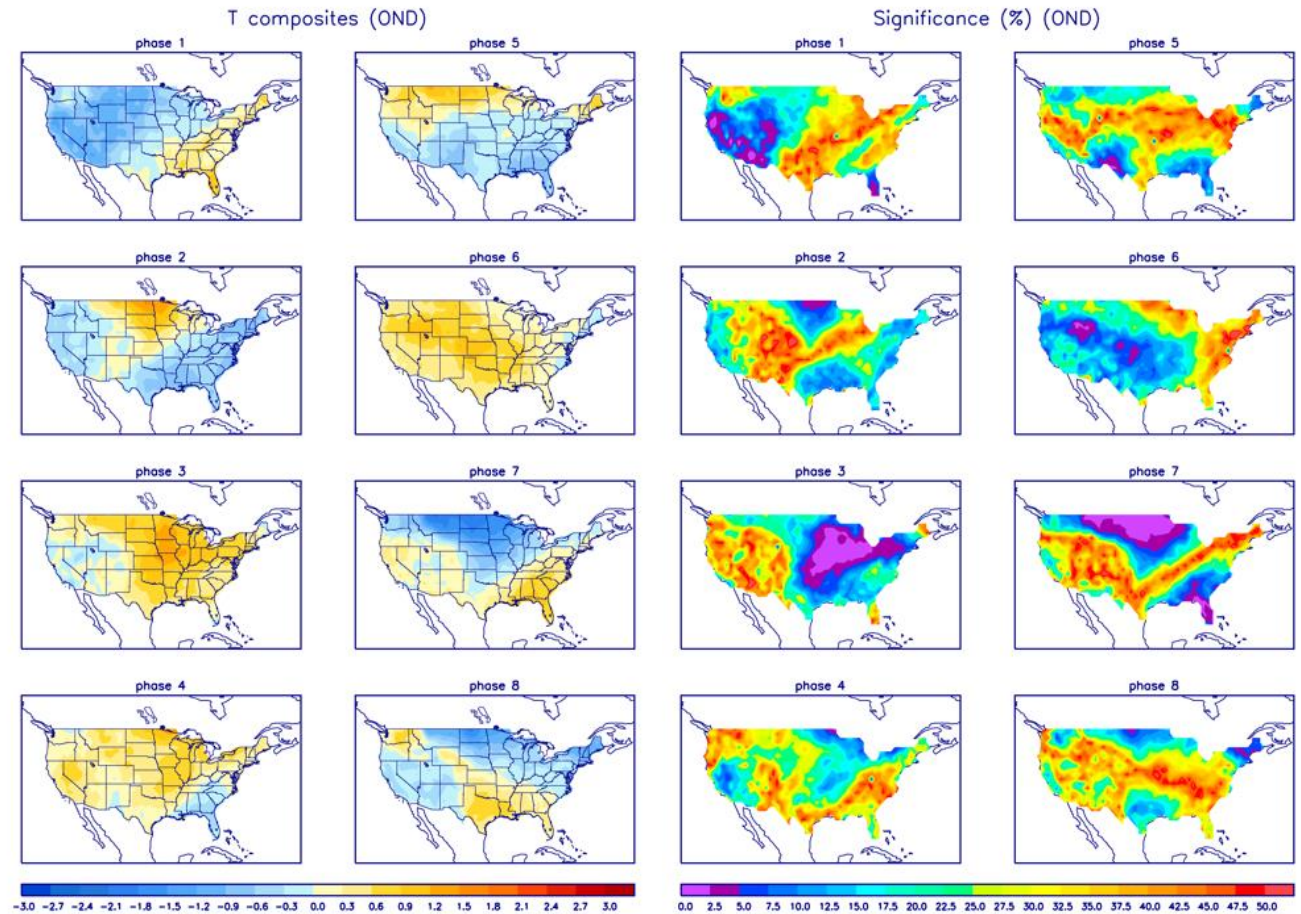 T composites (OND) Significance (%) (OND)
phase 1 phase 5 phase 1 phase 5
phase 2 phase 6 phase 2 phase 6
phase 3 phase 7 phase 3 phase 7
phase 4 phase 8 phase 4 phase 8
-3.0 -2.7 -2.4 -2.1 -1.8 -1.5 -1.2 -0.9 -0.6 -0.3 0.0 0.3 0.6 0.9 1.2 1.5 1.8 2.1 2.4 2.7 3.0 0.0 2.5 5.0 7.5 10.0 12.5 15.0 17.5 20.0 22.5 25.0 27.5 30.0 32.5 35.0 37.5 40.0 42.5 45.0 47.5 50.0